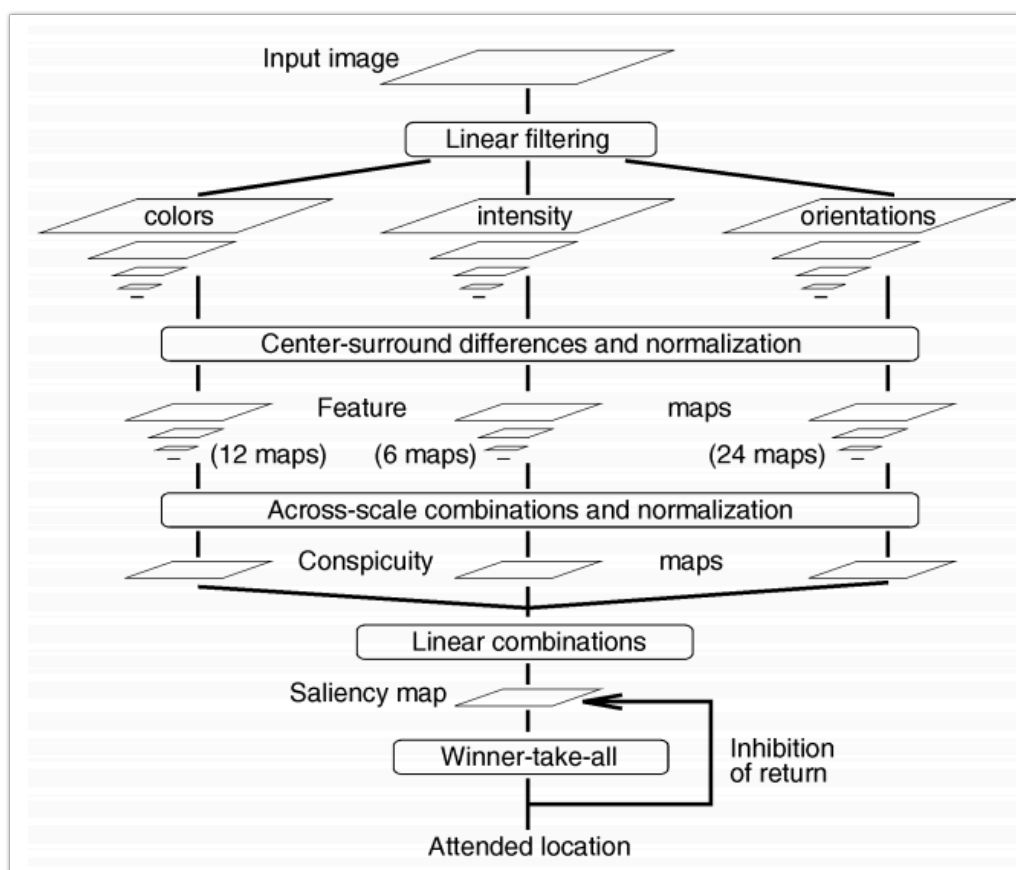 Input image
Linear filtering
colors
intensity
orientations
Center-surround differences and normalization
Feature maps
(12 maps) (6 maps) (24 maps)
Across-scale combinations and normalization
Conspicuity maps
Linear combinations
Saliency map
Winner-take-all
Inhibition
of return
Attended location